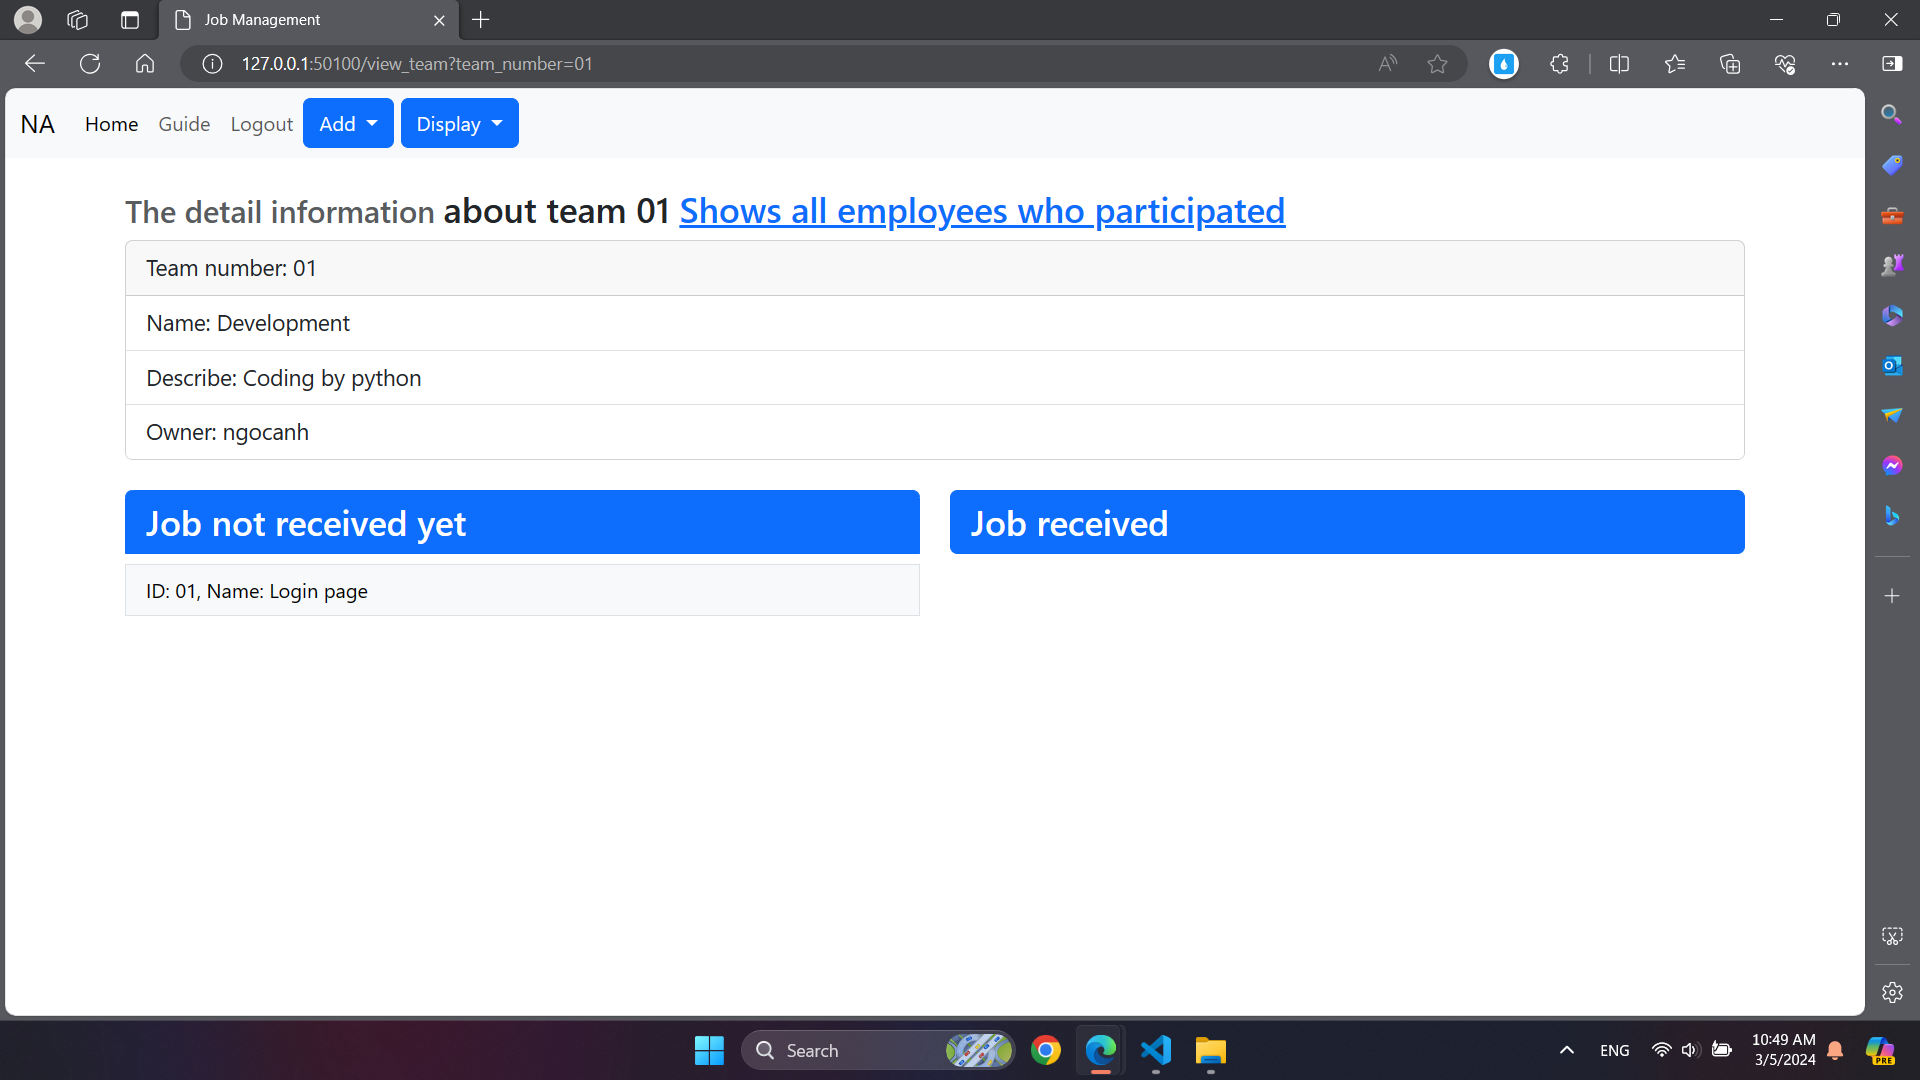 Job Management
127.0.0.1:50100/view_team?team_number=01
NA Home Guide Logout Add Display
The detail information about team 01 Shows all employees who participated
Team number: 01
Name: Development
Describe: Coding by python
Owner: ngocanh
Job not received yet
ID: 01, Name: Login page
Job received
Search
ENG
10:49 AM
3/5/2024
PRE